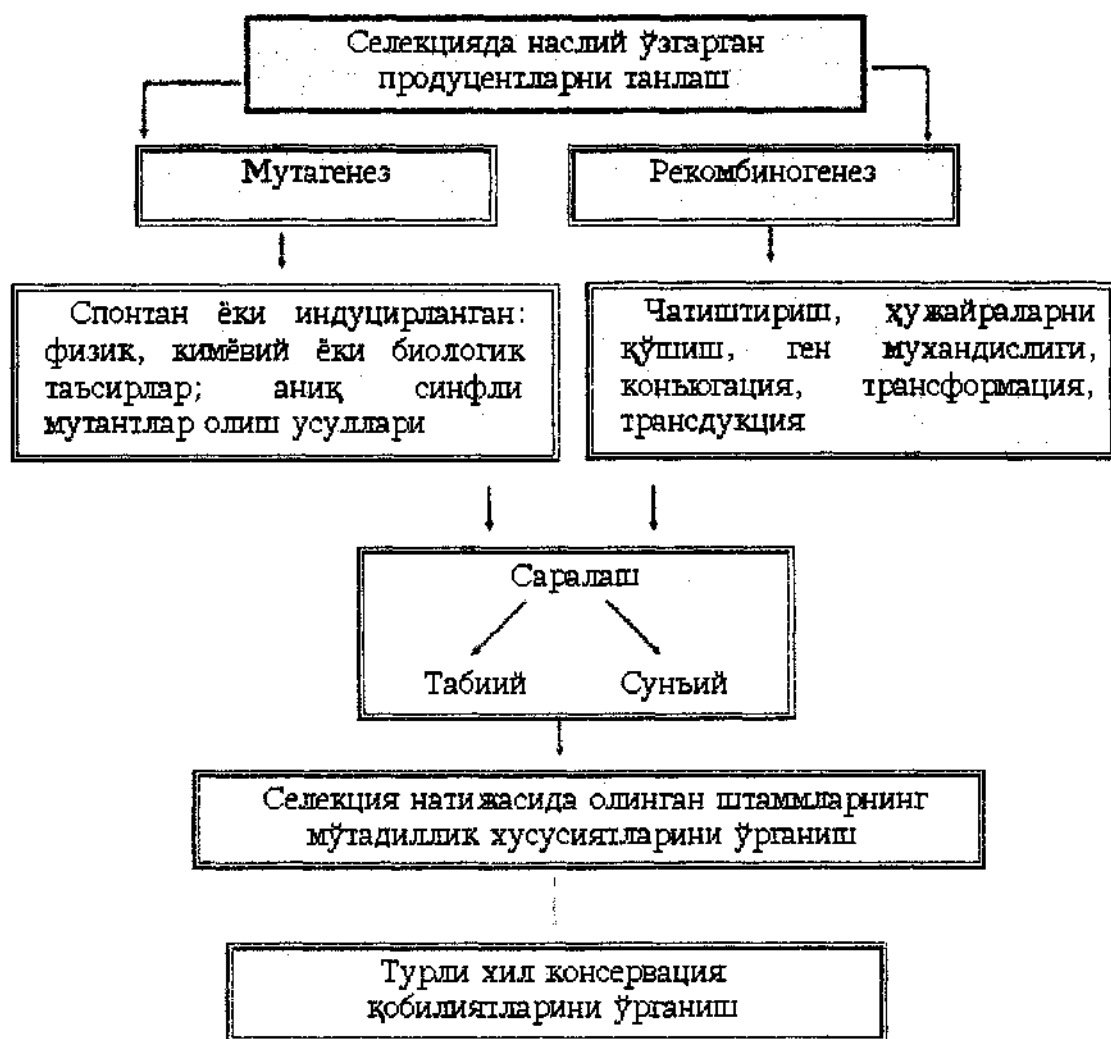 Селекцияда наслий ўзгарган
продуцентларни танлаш
Мутагенез
Рекомбиногенез
Спонтан ёки индуцирланган:
физик, кимёвий ёки биологик
таъсирлар; аниқ синфли
мутантлар олиш усуллари
Чатиштириш, ҳужайраларни
қўшиш, ген мухандислиги,
коньюгация, трансформация,
трансдукция
Саралаш
Табиий
Сунъий
Селекция натижасида олинган штаммларнинг
мўтадиллик хусусиятларини ўрганиш
Турли хил консервация
қобилиятларини ўрганиш